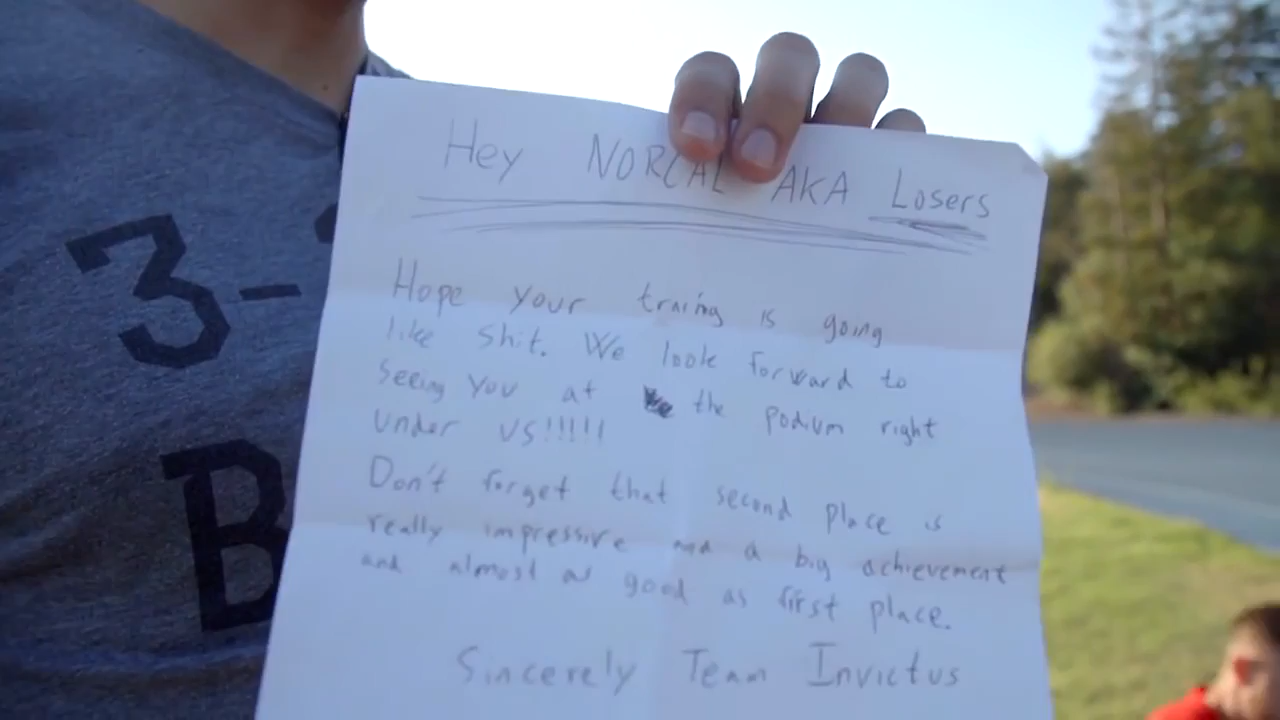 Hey NORCAL AKA Losers
Hope your traing is going
like shit. We look forward to
seeing you at the podium right
under us!!!!!
Don't forget that second place is
really impressive and a big achievement
and almost as good as first place.
Sincerely Team Invictus
3-
B